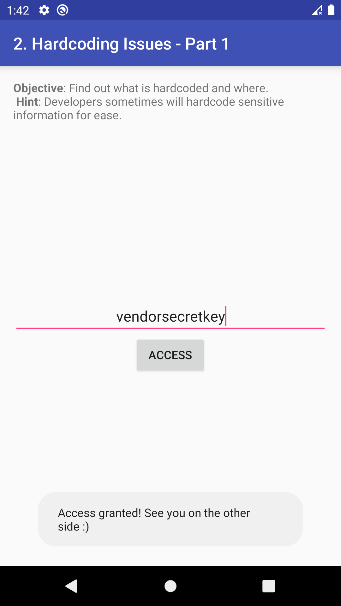 1:42
2. Hardcoding Issues - Part 1
Objective: Find out what is hardcoded and where.
Hint: Developers sometimes will hardcode sensitive
information for ease.
vendorsecretkey
ACCESS
Access granted! See you on the other
side :)